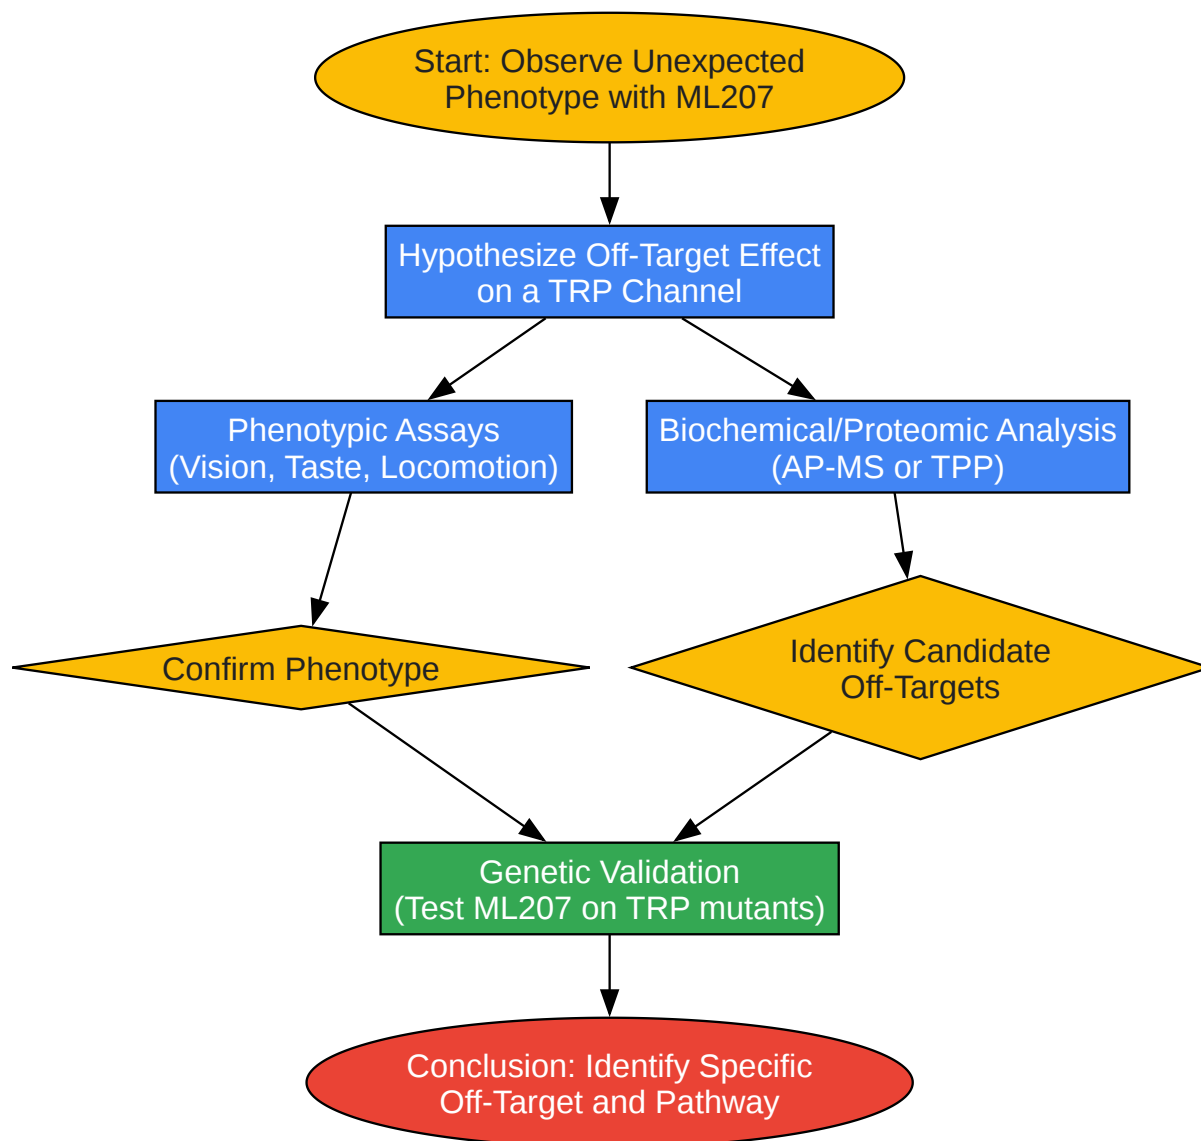 Start: Observe Unexpected
Phenotype with ML207
Hypothesize Off-Target Effect
on a TRP Channel
Phenotypic Assays
(Vision, Taste, Locomotion)
Biochemical/Proteomic Analysis
(AP-MS or TPP)
Confirm Phenotype
Identify Candidate
Off-Targets
Genetic Validation
(Test ML207 on TRP mutants)
Conclusion: Identify Specific
Off-Target and Pathway